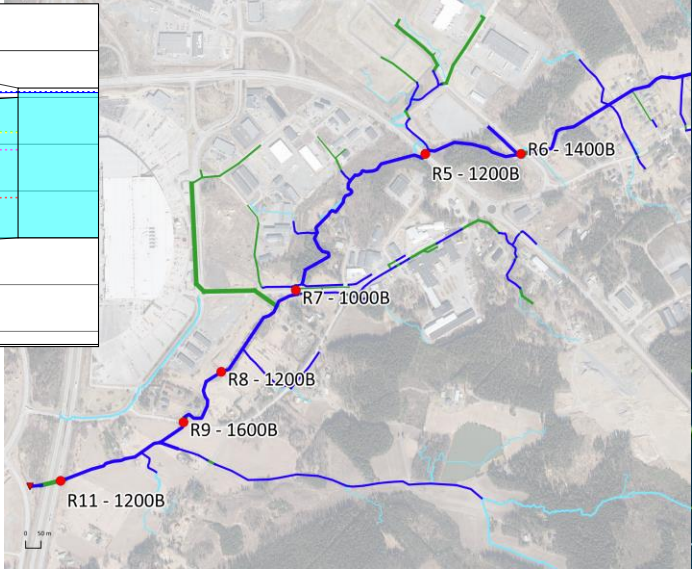 R6 - 1400B
R5 - 1200B
R7 - 1000B
R8 - 1200B
R9 - 1600B
R11 - 1200B
0 50 m